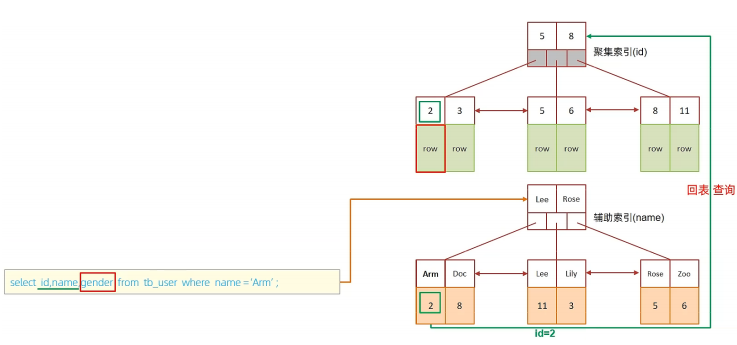 5 8
聚集索引(id)
2 3 5 6 8 11
row row row row row row
回表 查询
Lee Rose
辅助索引(name)
Arm Doc Lee Lily Rose Zoo
select id,name,gender from tb_user where name = 'Arm' ;
2 8 11 3 5 6
id=2